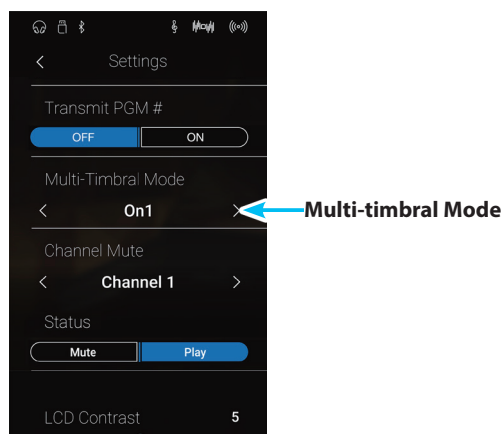 Settings
Transmit PGM #
OFF ON
Multi-Timbral Mode
On1
Multi-timbral Mode
Channel Mute
Channel 1
Status
Mute Play
LCD Contrast 5